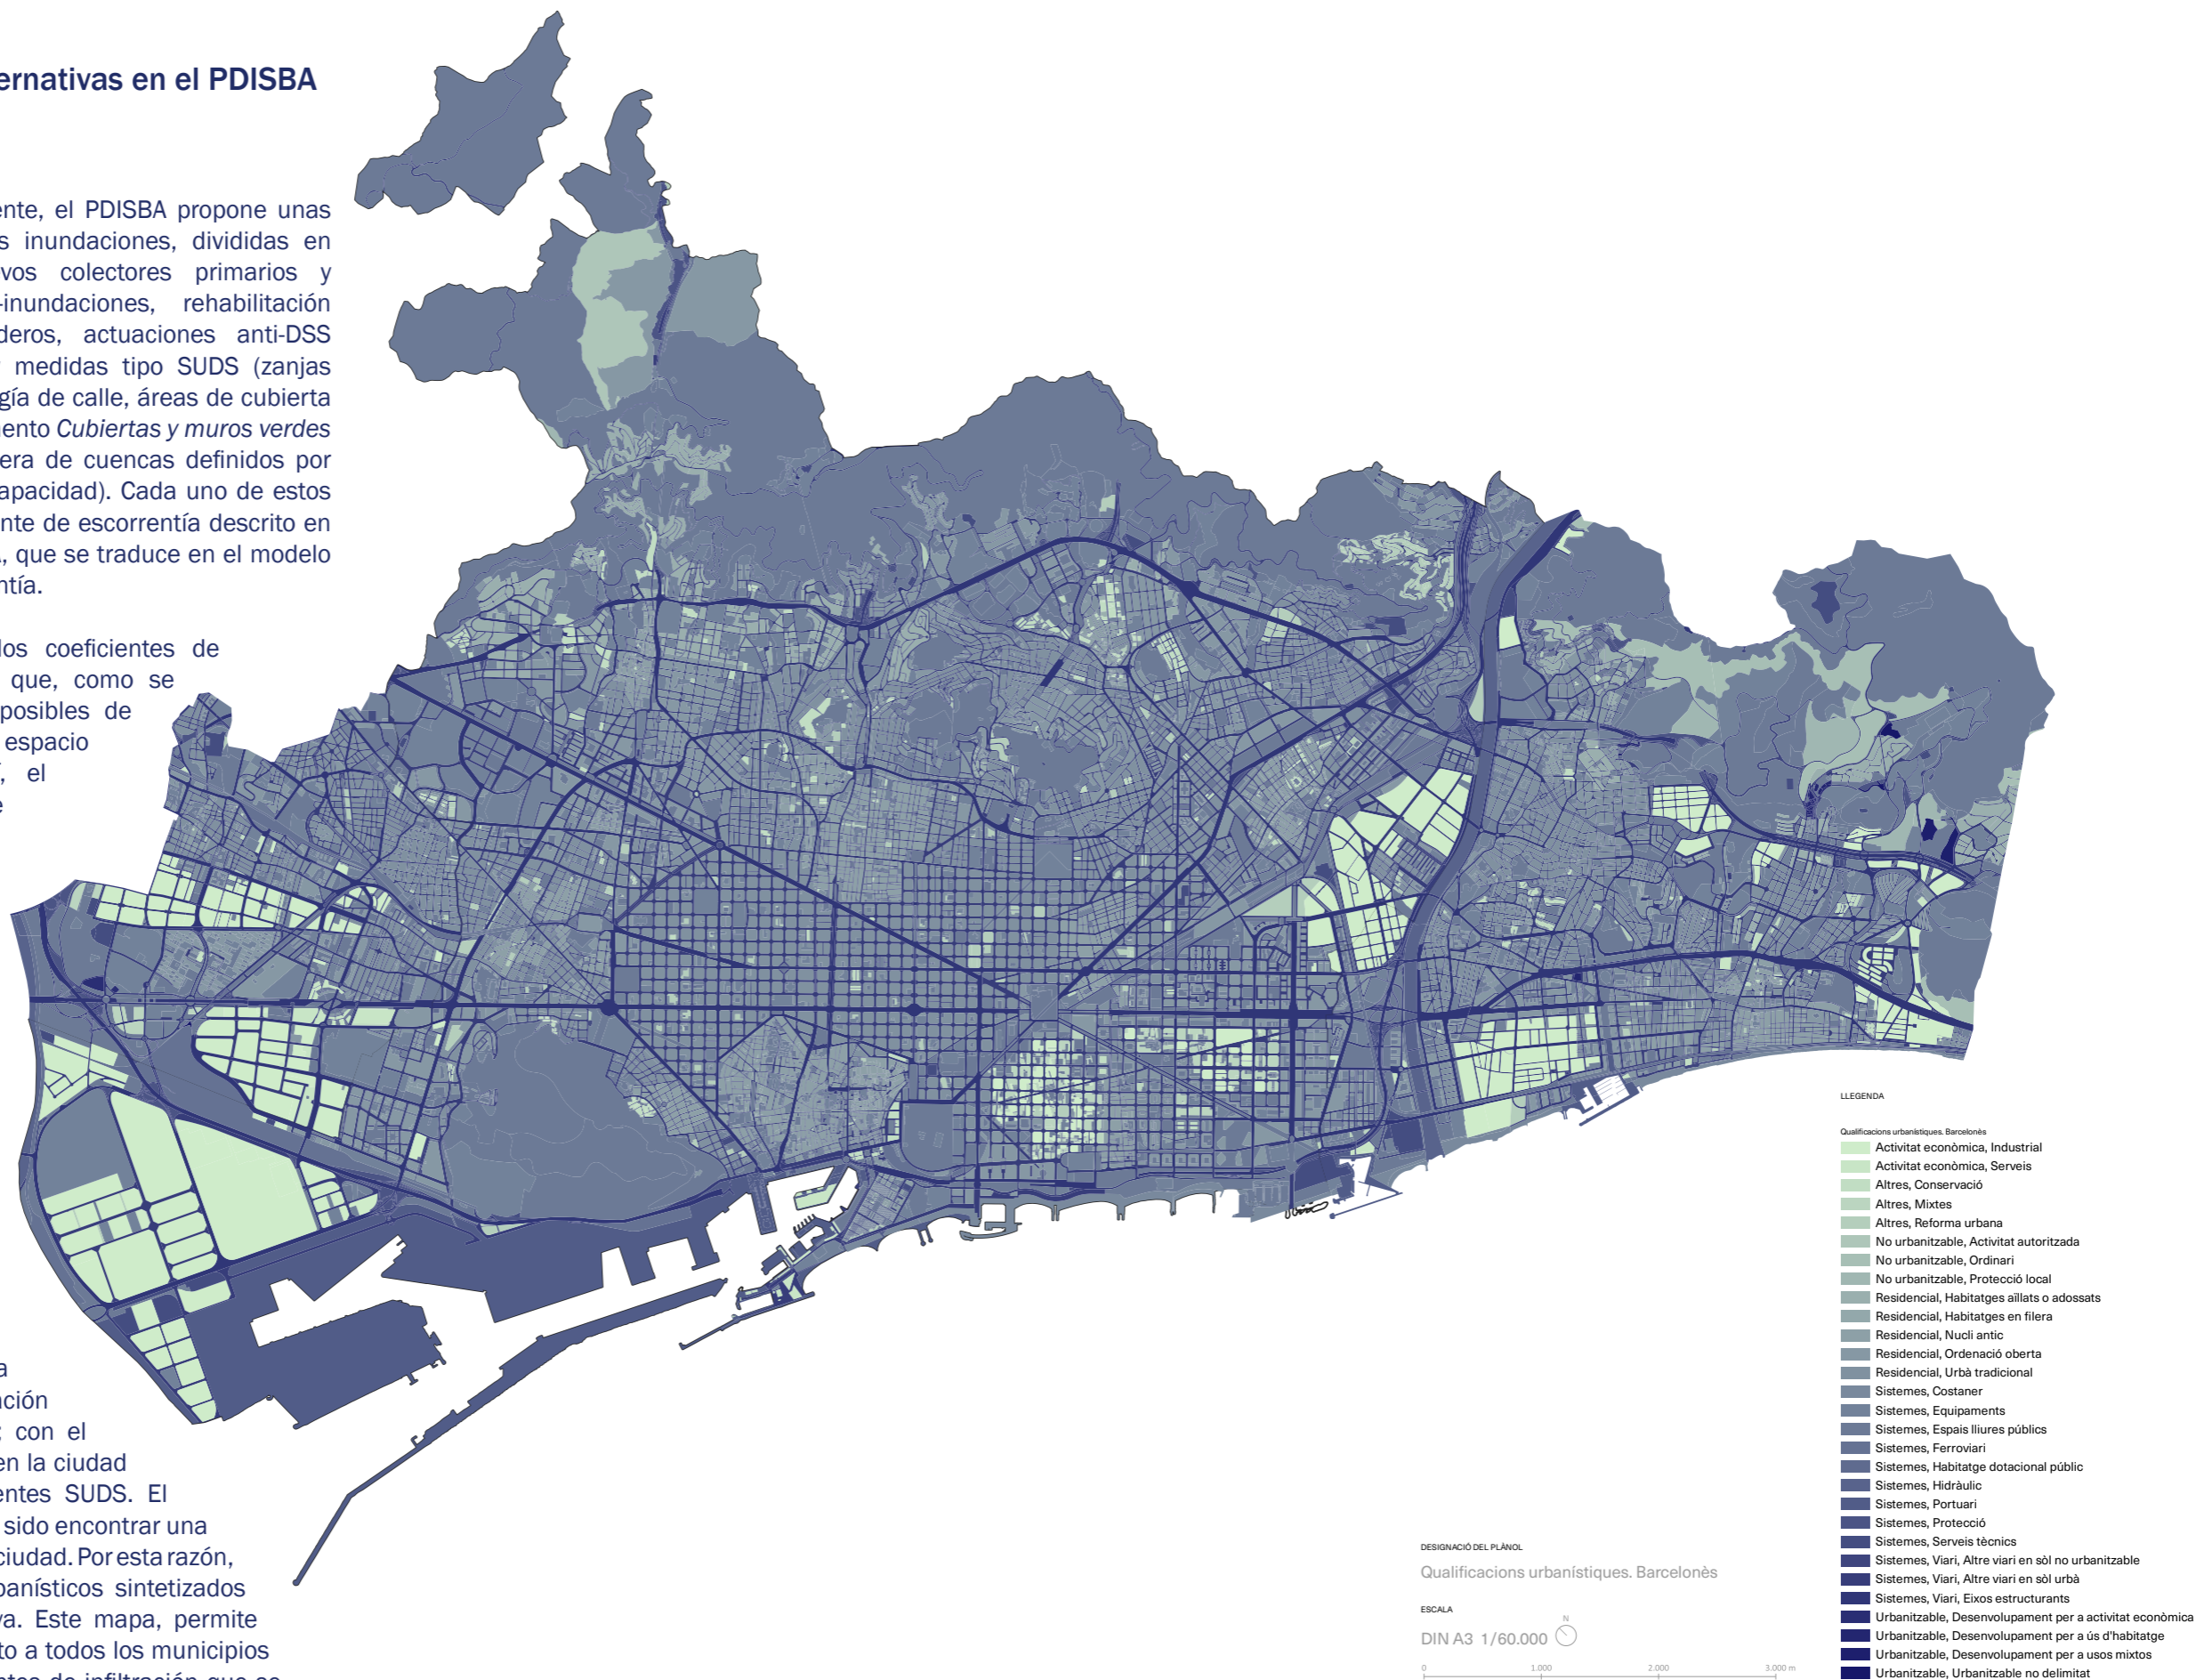 ernativas en el PDISBA
ente, el PDISBA propone unas
s inundaciones, divididas en
vos colectores primarios y
-inundaciones, rehabilitación
deros, actuaciones anti-DSS
medidas tipo SUDS (zanjas
gía de calle, áreas de cubierta
mento Cubiertas y muros verdes
era de cuencas definidos por
apacidad). Cada uno de estos
nte de escorrentía descrito en
, que se traduce en el modelo
ntía.
los coeficientes de
que, como se
posibles de
espacio
, el
e
a
ción
; con el
en la ciudad
entes SUDS. El
sido encontrar una
ciudad. Por esta razón,
banísticos sintetizados
va. Este mapa, permite
to a todos los municipios
ntes de infiltración que se
LLEGENDA
Qualificacions urbanístiques. Barcelonès
Activitat econòmica, Industrial
Activitat econòmica, Serveis
Altres, Conservació
Altres, Mixtes
Altres, Reforma urbana
No urbanitzable, Activitat autoritzada
No urbanitzable, Ordinari
No urbanitzable, Protecció local
Residencial, Habitatges aïllats o adossats
Residencial, Habitatges en filera
Residencial, Nucli antic
Residencial, Ordenació oberta
Residencial, Urbà tradicional
Sistemes, Costaner
Sistemes, Equipaments
Sistemes, Espais lliures públics
Sistemes, Ferroviari
Sistemes, Habitatge dotacional públic
Sistemes, Hidràulic
Sistemes, Portuari
Sistemes, Protecció
Sistemes, Serveis tècnics
Sistemes, Viari, Altre viari en sòl no urbanitzable
Sistemes, Viari, Altre viari en sòl urbà
Sistemes, Viari, Eixos estructurants
Urbanitzable, Desenvolupament per a activitat econòmica
Urbanitzable, Desenvolupament per a ús d'habitatge
Urbanitzable, Desenvolupament per a usos mixtos
Urbanitzable, Urbanitzable no delimitat
DESIGNACIÓ DEL PLÀNOL
Qualificacions urbanístiques. Barcelonès
ESCALA
N
DIN A3 1/60.000
0 1.000 2.000 3.000 m